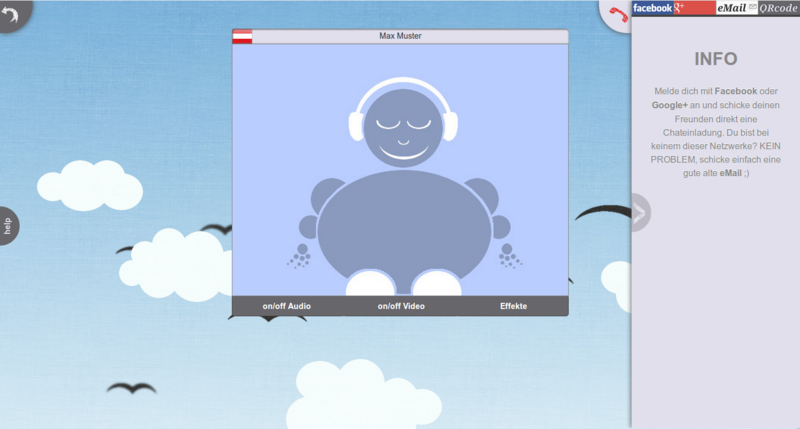 Max Muster
facebook g+ eMail QRcode
INFO
Melde dich mit Facebook oder
Google+ an und schicke deinen
Freunden direkt eine
Chateinladung. Du bist bei
keinem dieser Netzwerke? KEIN
PROBLEM, schicke einfach eine
gute alte eMail ;)
help
on/off Audio on/off Video Effekte